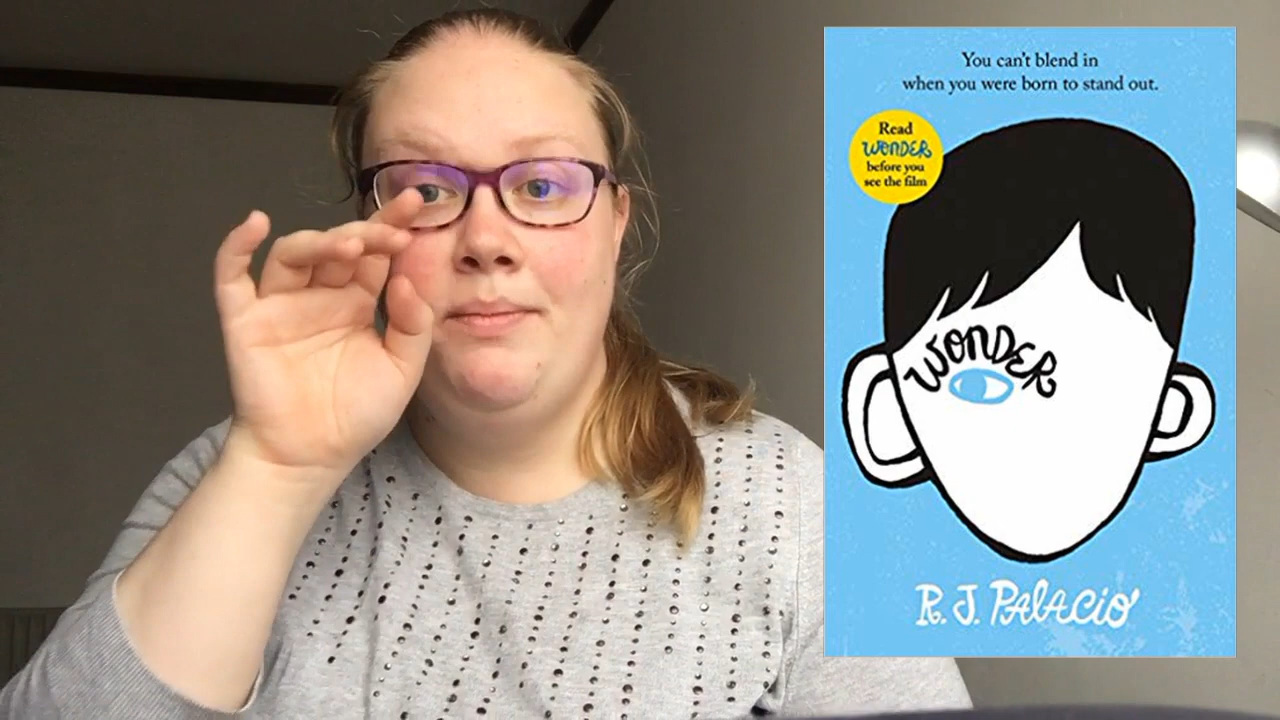 You can't blend in
when you were born to stand out.
Read
WONDER
before you
see the film
WONDER
R. J. PALACIO